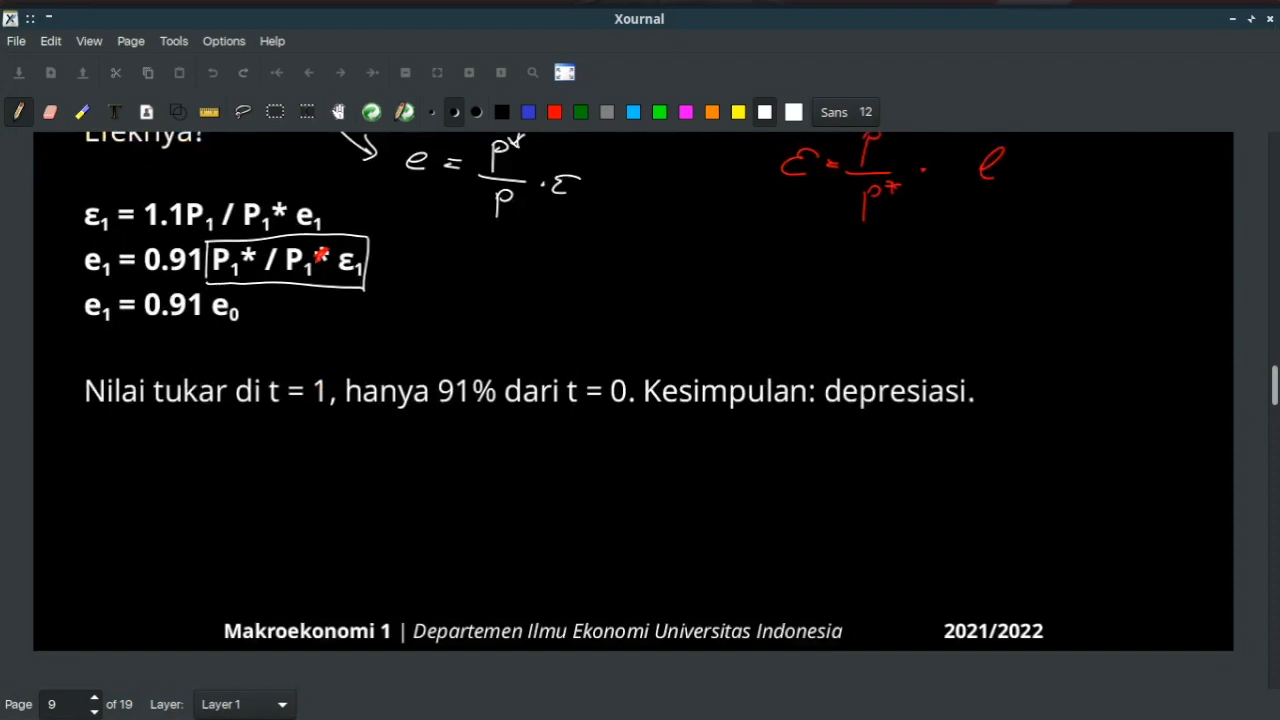 Xournal
File Edit View Page Tools Options Help
Sans 12
Efeknya?
e = P* / P . ε
ε = P / P* . e
ε₁ = 1.1P₁ / P₁* e₁
e₁ = 0.91 P₁* / P₁* ε₁
e₁ = 0.91 e₀
Nilai tukar di t = 1, hanya 91% dari t = 0. Kesimpulan: depresiasi.
Makroekonomi 1 | Departemen Ilmu Ekonomi Universitas Indonesia 2021/2022
Page 9 of 19 Layer: Layer 1